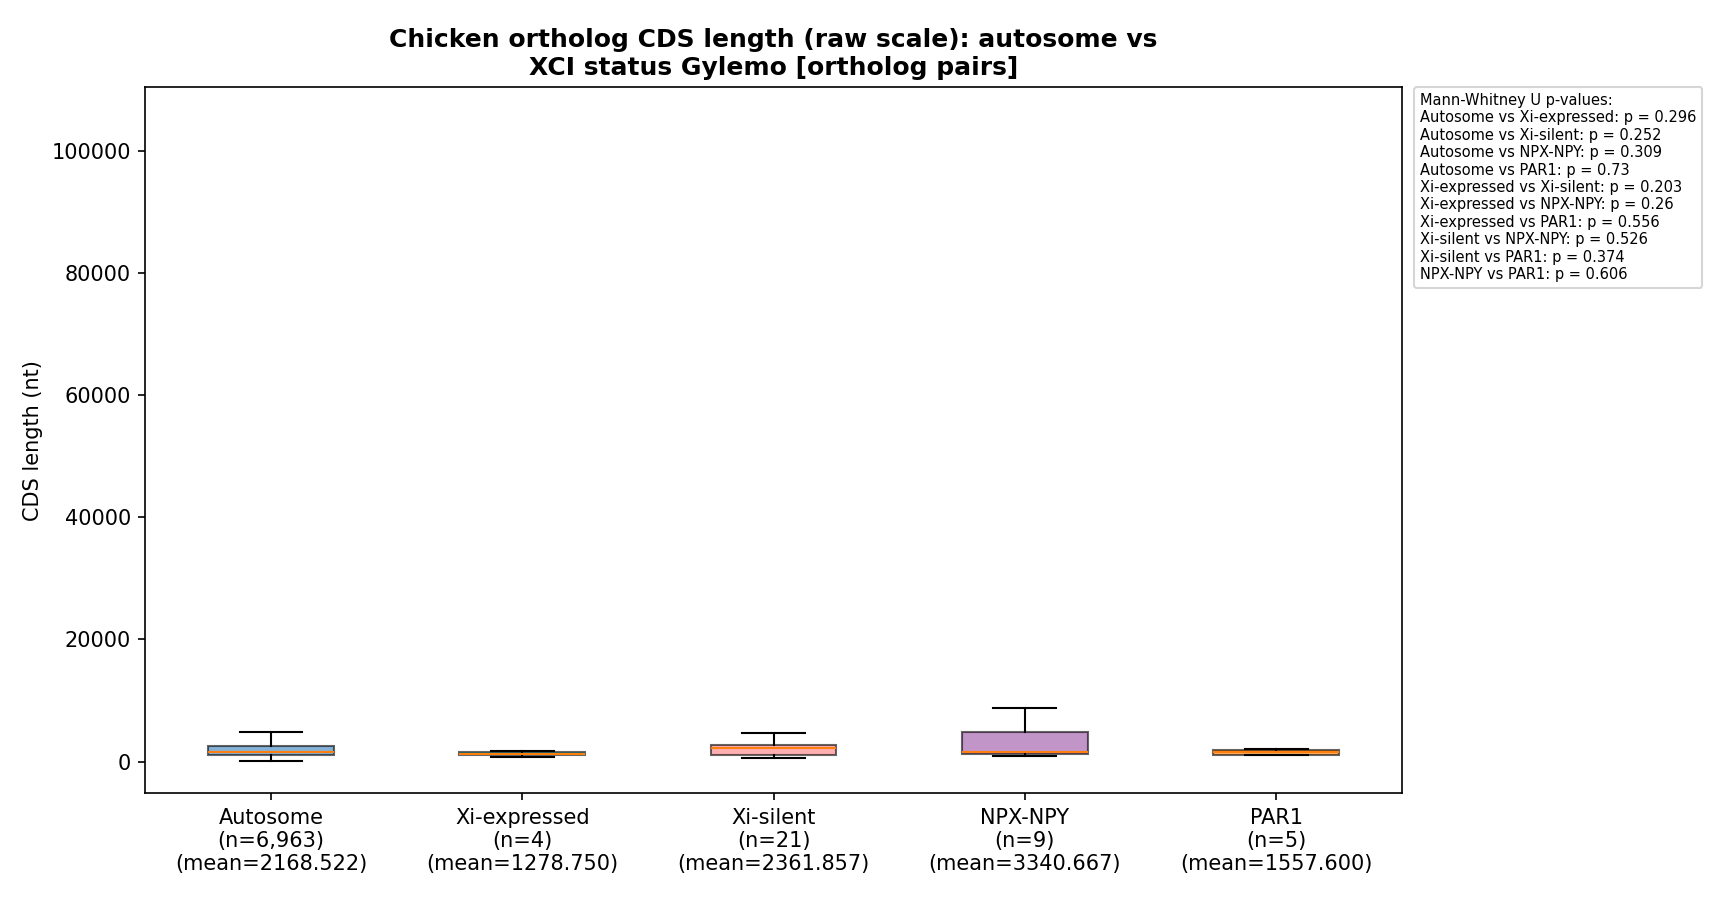 Chicken ortholog CDS length (raw scale): autosome vs
XCI status Gylemo [ortholog pairs]
CDS length (nt)
100000
80000
60000
40000
20000
0
Autosome
(n=6,963)
(mean=2168.522)
Xi-expressed
(n=4)
(mean=1278.750)
Xi-silent
(n=21)
(mean=2361.857)
NPX-NPY
(n=9)
(mean=3340.667)
PAR1
(n=5)
(mean=1557.600)
Mann-Whitney U p-values:
Autosome vs Xi-expressed: p = 0.296
Autosome vs Xi-silent: p = 0.252
Autosome vs NPX-NPY: p = 0.309
Autosome vs PAR1: p = 0.73
Xi-expressed vs Xi-silent: p = 0.203
Xi-expressed vs NPX-NPY: p = 0.26
Xi-expressed vs PAR1: p = 0.556
Xi-silent vs NPX-NPY: p = 0.526
Xi-silent vs PAR1: p = 0.374
NPX-NPY vs PAR1: p = 0.606